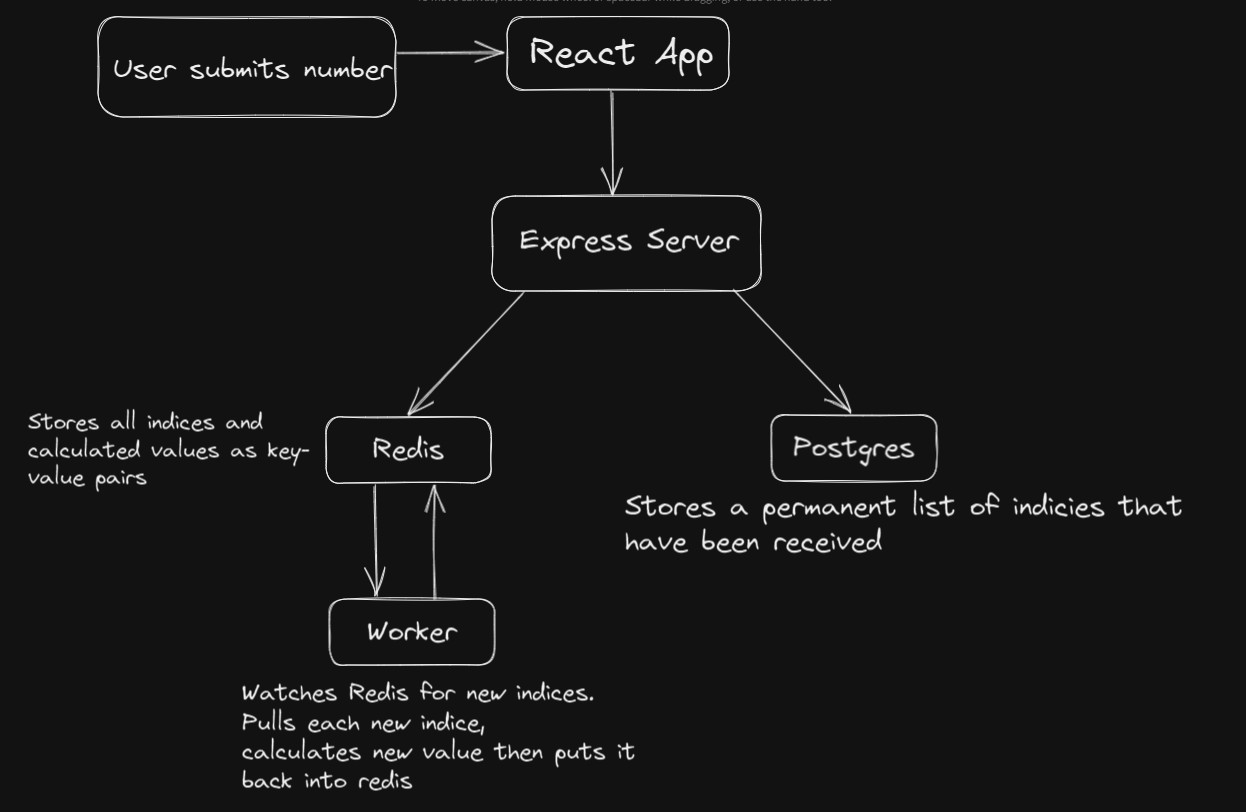 User submits number
React App
Express Server
Stores all indices and
calculated values as key-
value pairs
Redis
Postgres
Stores a permanent list of indicies that
have been received
Worker
Watches Redis for new indices.
Pulls each new indice,
calculates new value then puts it
back into redis